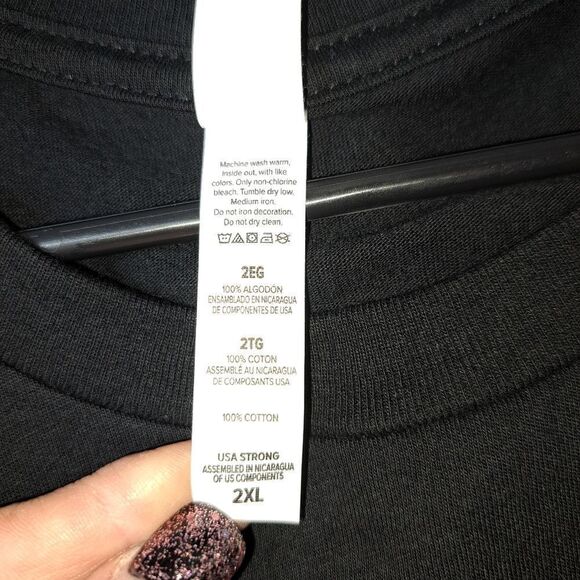 Machine wash warm,
Inside out, with like
colors. Only non-chlorine
bleach. Tumble dry low.
Medium iron.
Do not iron decoration.
Do not dry clean.
2EG
100% ALGODÓN
ENSAMBLADO EN NICARAGUA
DE COMPONENTES DE USA
2TG
100% COTON
ASSEMBLÉ AU NICARAGUA
DE COMPOSANTS USA
100% COTTON
USA STRONG
ASSEMBLED IN NICARAGUA
OF US COMPONENTS
2XL